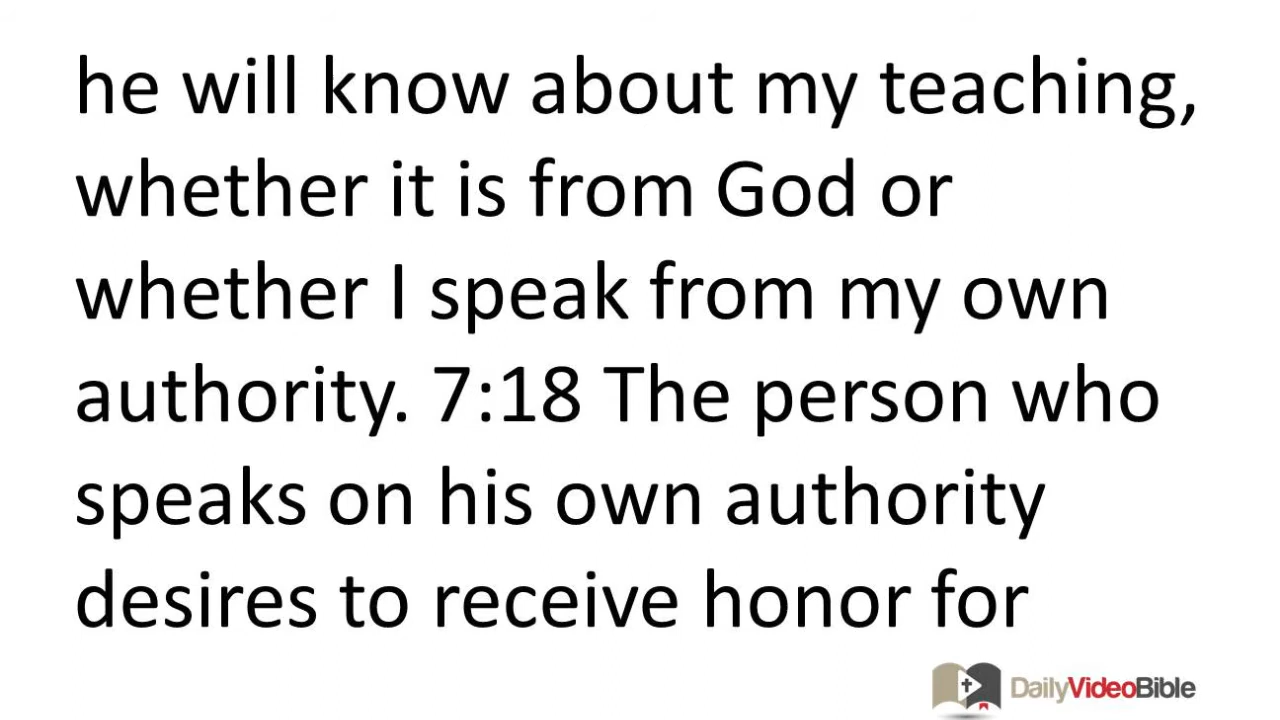 he will know about my teaching,
whether it is from God or
whether I speak from my own
authority. 7:18 The person who
speaks on his own authority
desires to receive honor for
DailyVideoBible